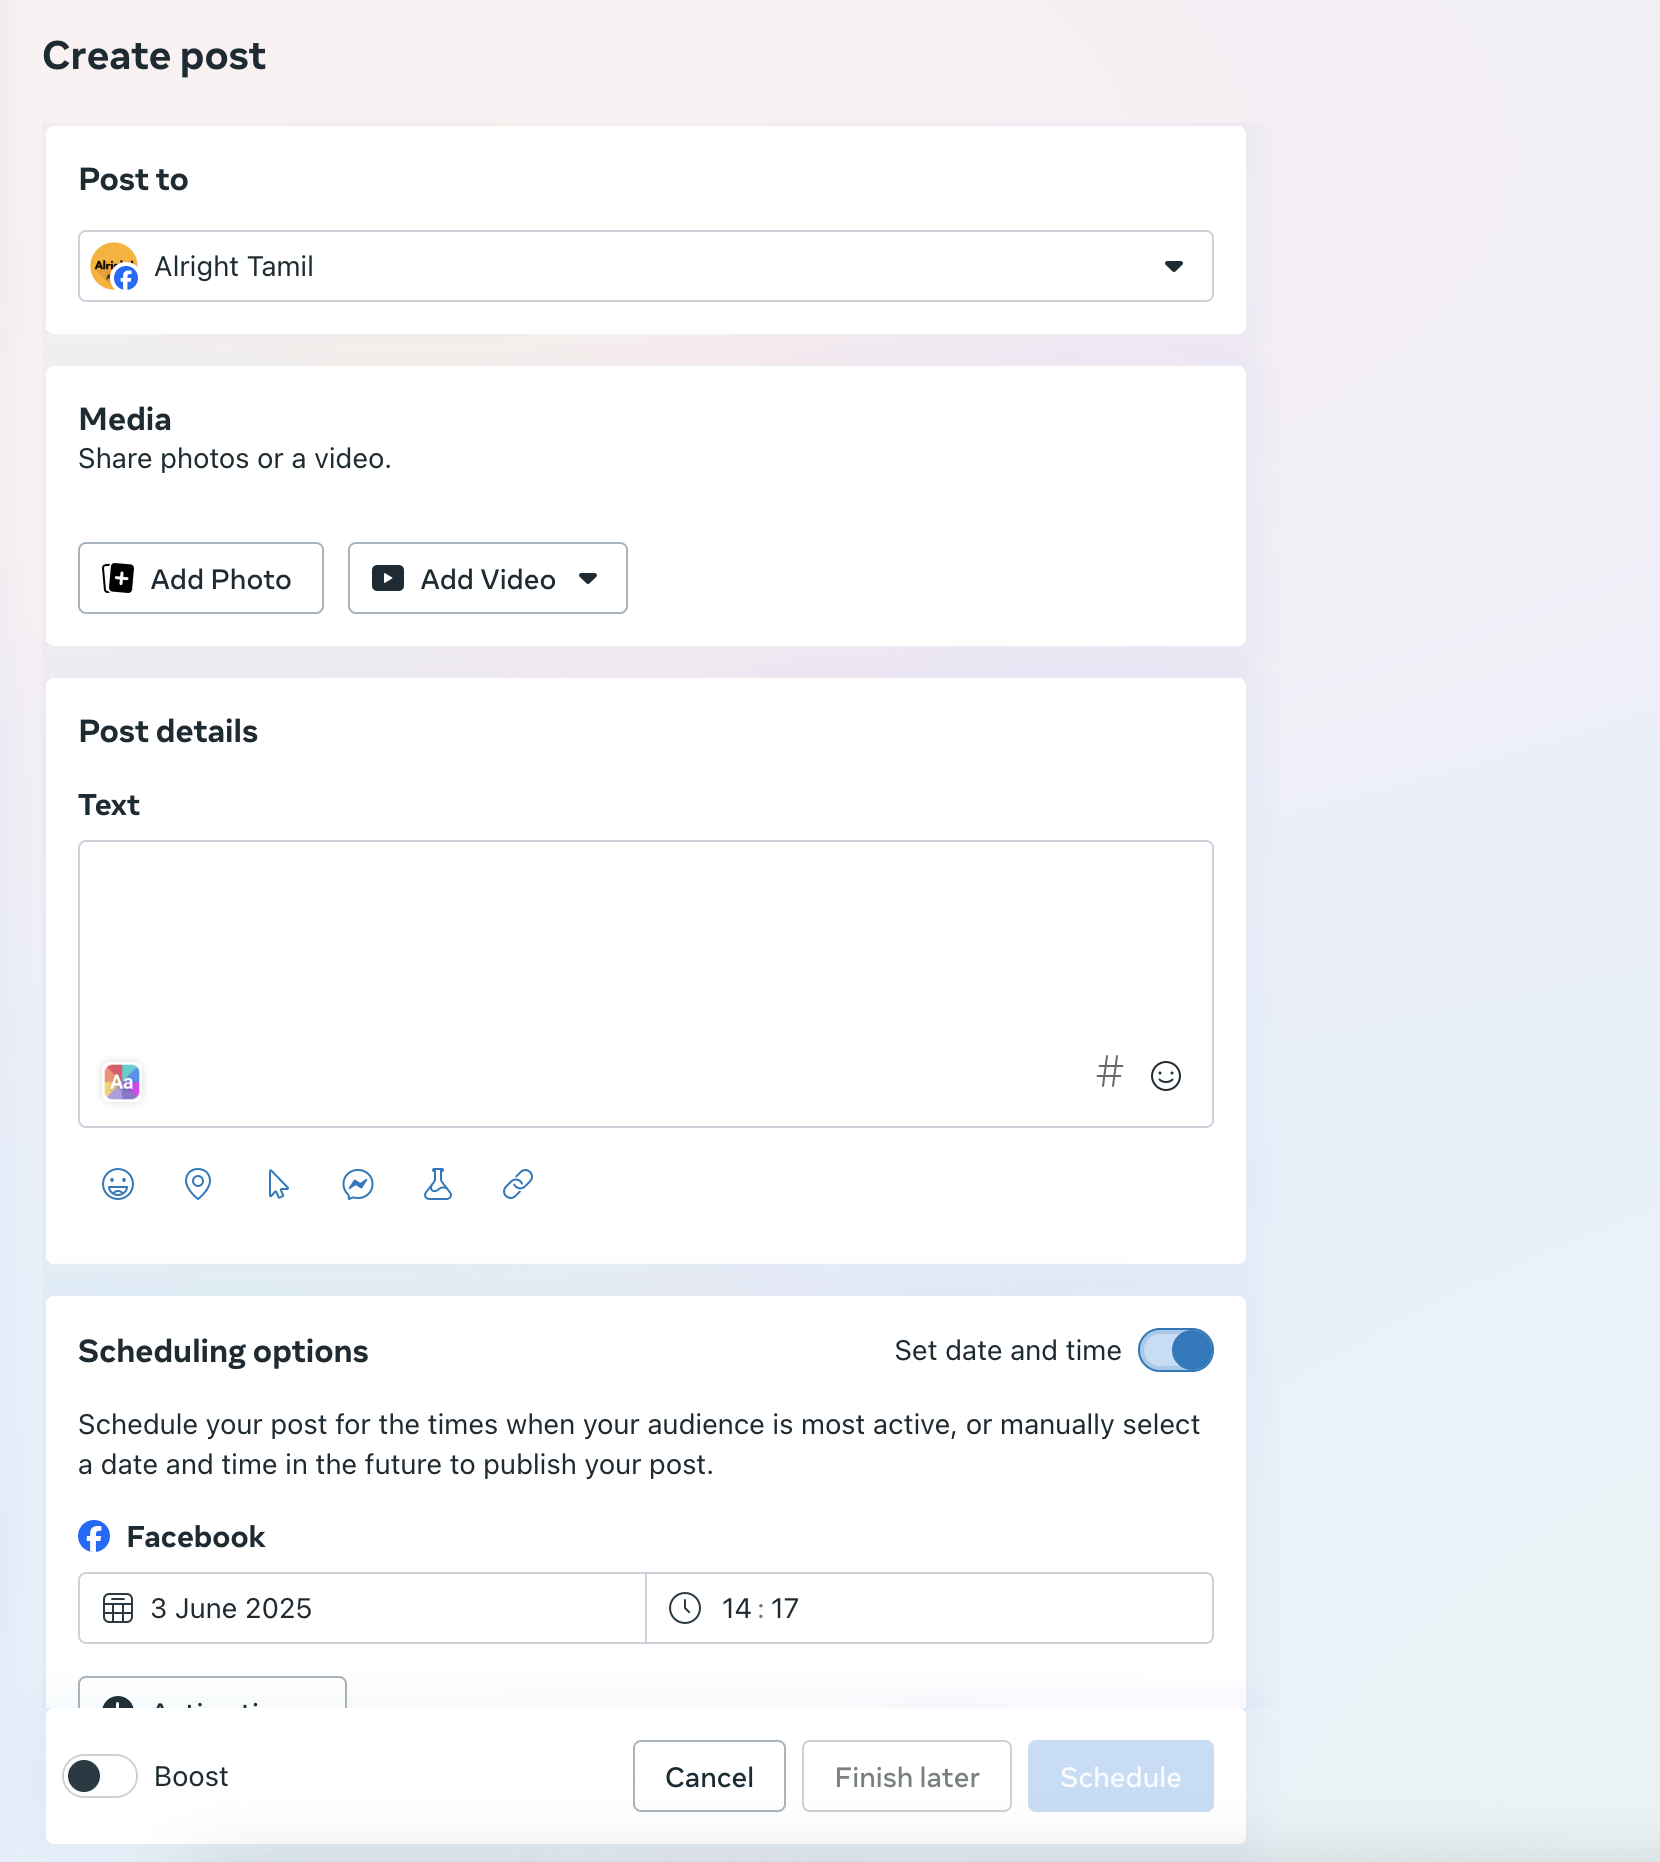 Create post
Post to
Alright Tamil
Media
Share photos or a video.
Add Photo
Add Video
Post details
Text
Aa
#
Scheduling options
Set date and time
Schedule your post for the times when your audience is most active, or manually select
a date and time in the future to publish your post.
Facebook
3 June 2025
14 : 17
Boost
Cancel
Finish later
Schedule